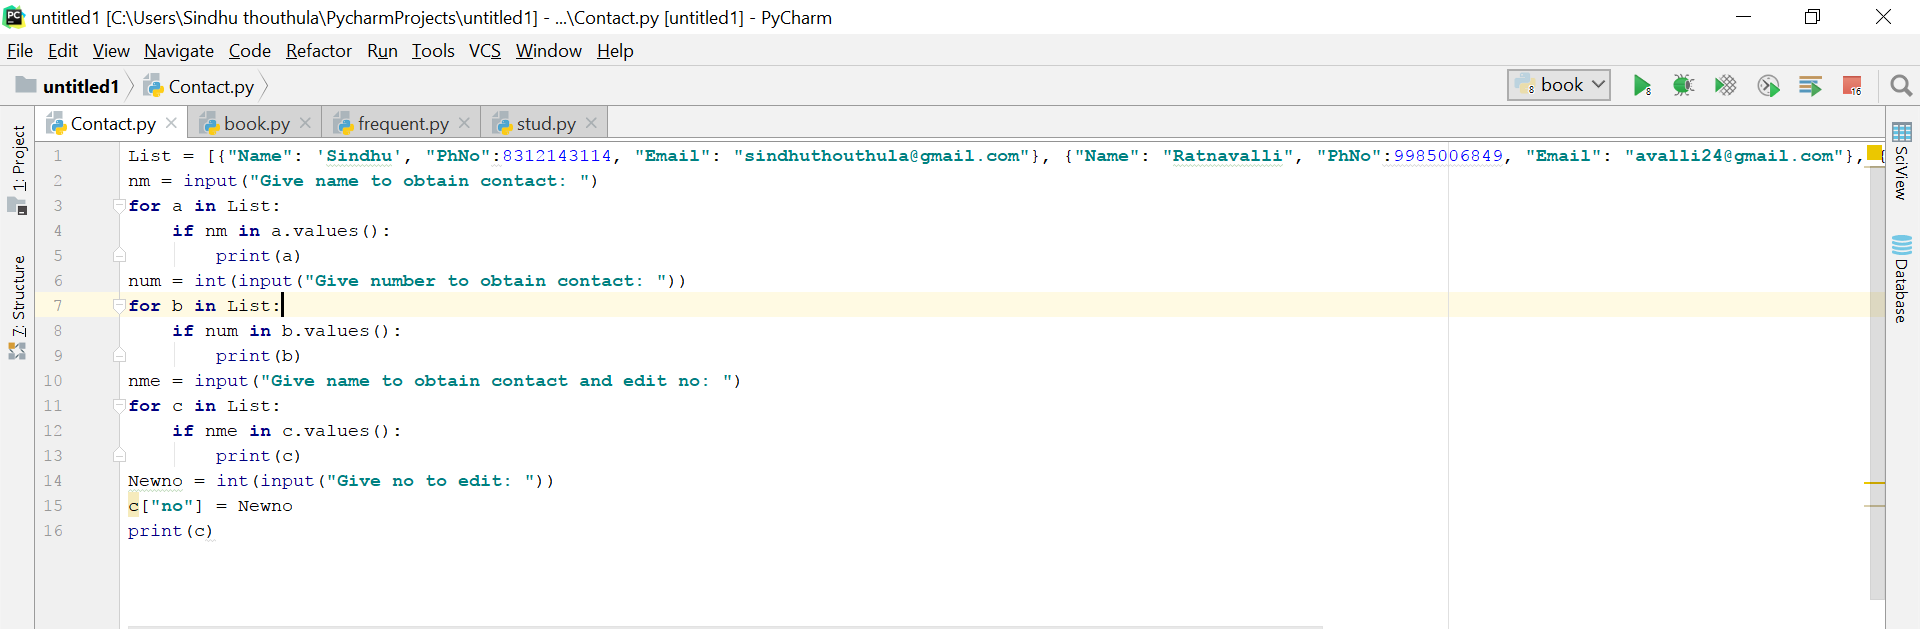 untitled1 [C:\Users\Sindhu thouthula\PycharmProjects\untitled1] - ...\Contact.py [untitled1] - PyCharm
File Edit View Navigate Code Refactor Run Tools VCS Window Help
untitled1 Contact.py book
Contact.py book.py frequent.py stud.py
1: Project
7: Structure
SciView
Database
1 List = [{"Name": 'Sindhu', "PhNo":8312143114, "Email": "sindhuthouthula@gmail.com"}, {"Name": "Ratnavalli", "PhNo":9985006849, "Email": "avalli24@gmail.com"}, {
2 nm = input("Give name to obtain contact: ")
3 for a in List:
4     if nm in a.values():
5         print(a)
6 num = int(input("Give number to obtain contact: "))
7 for b in List:
8     if num in b.values():
9         print(b)
10 nme = input("Give name to obtain contact and edit no: ")
11 for c in List:
12     if nme in c.values():
13         print(c)
14 Newno = int(input("Give no to edit: "))
15 c["no"] = Newno
16 print(c)